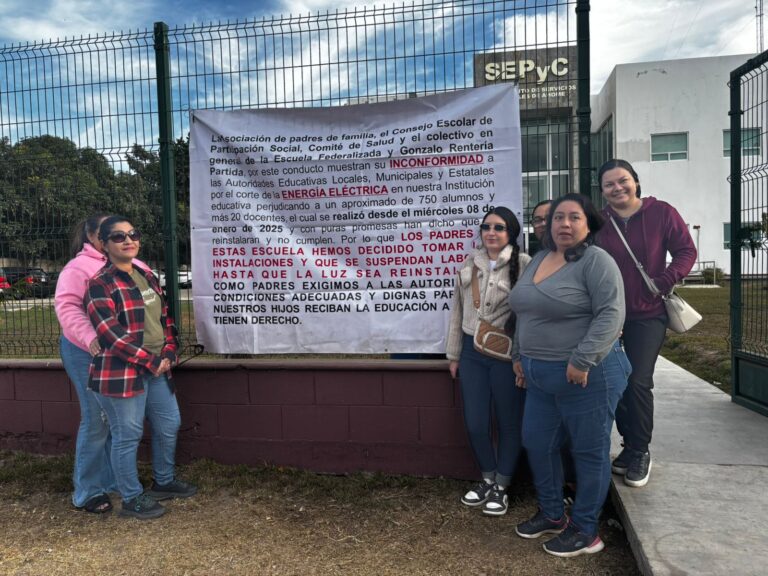 SEPyC
TO DE SERVICIOS
La asociación de padres de familia, el Consejo Escolar de
Participación Social, Comité de Salud y el colectivo en
general de la Escuela Federalizada y Gonzalo Rentería
Partida, por este conducto muestran su INCONFORMIDAD a
las Autoridades Educativas Locales, Municipales y Estatales
por el corte de la ENERGÍA ELÉCTRICA en nuestra Institución
educativa perjudicando a un aproximado de 750 alumnos y
más 20 docentes, el cual se realizó desde el miércoles 08 de
enero de 2025 y con puras promesas han dicho que
reinstalaran y no cumplen. Por lo que LOS PADRES
ESTAS ESCUELA HEMOS DECIDIDO TOMAR L
INSTALACIONES Y QUE SE SUSPENDAN LABO
HASTA QUE LA LUZ SEA REINSTAL
COMO PADRES EXIGIMOS A LAS AUTORI
CONDICIONES ADECUADAS Y DIGNAS PAR
NUESTROS HIJOS RECIBAN LA EDUCACIÓN A
TIENEN DERECHO.